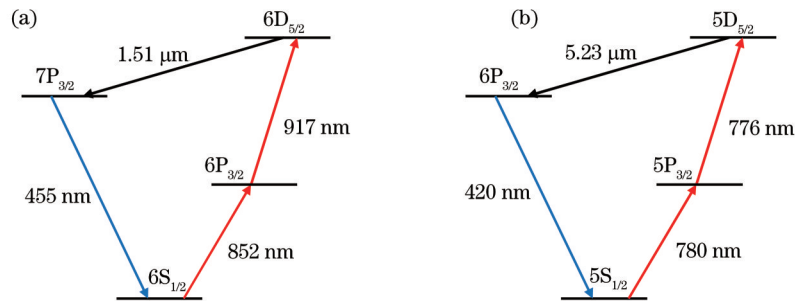 (a)
6D5/2
1.51 μm
7P3/2
917 nm
6P3/2
455 nm
852 nm
6S1/2
(b)
5D5/2
5.23 μm
6P3/2
776 nm
5P3/2
420 nm
780 nm
5S1/2